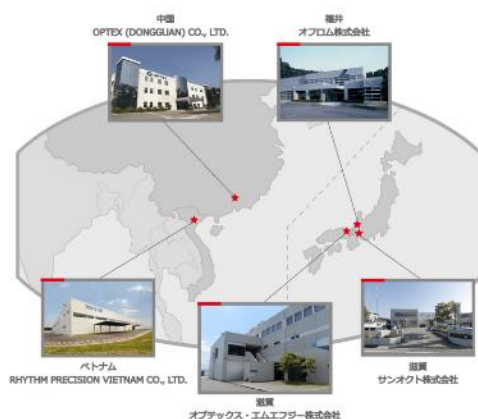 中国
OPTEX (DONGGUAN) CO., LTD.
福井
オフロム株式会社
ベトナム
RHYTHM PRECISION VIETNAM CO., LTD.
滋賀
オプテックス・エムエフジー株式会社
滋賀
サンオクト株式会社